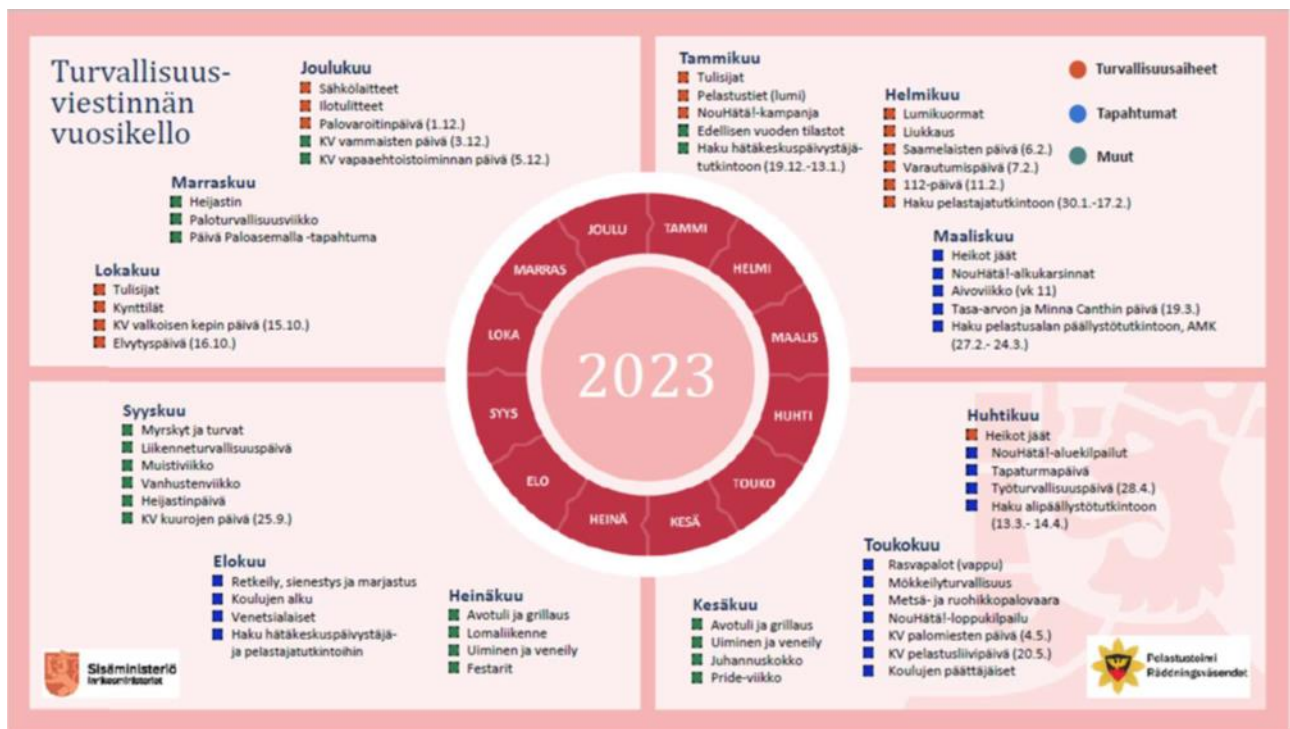 Turvallisuus-
viestinnän
vuosikello
Joulukuu
Sähkölaitteet
Ilotulitteet
Palovaroitinpäivä (1.12.)
KV vammaisten päivä (3.12.)
KV vapaaehtoistoiminnan päivä (5.12.)
Marraskuu
Heijastin
Paloturvallisuusviikko
Päivä Paloasemalla -tapahtuma
Lokakuu
Tulisijat
Kynttilät
KV valkoisen kepin päivä (15.10.)
Elvytyspäivä (16.10.)
Tammikuu
Tulisijat
Pelastustiet (lumi)
NouHätä!-kampanja
Edellisen vuoden tilastot
Haku hätäkeskuspäivystäjä-
tutkintoon (19.12.-13.1.)
Helmikuu
Lumikuormat
Liukkaus
Saamelaisten päivä (6.2.)
Varautumispäivä (7.2.)
112-päivä (11.2.)
Haku pelastajatutkintoon (30.1.-17.2.)
Turvallisuusaiheet
Tapahtumat
Muut
Maaliskuu
Heikot jäät
NouHätä!-alkukarsinnat
Aivoviikko (vk 11)
Tasa-arvon ja Minna Canthin päivä (19.3.)
Haku pelastusalan päällystötutkintoon, AMK
(27.2.- 24.3.)
JOULU
TAMMI
MARRAS
HELMI
LOKA
MAALIS
2023
SYYS
HUHTI
ELO
TOUKO
HEINÄ
KESÄ
Syyskuu
Myrskyt ja turvat
Liikenneturvallisuuspäivä
Muistiviikko
Vanhustenviikko
Heijastinpäivä
KV kuurojen päivä (25.9.)
Elokuu
Retkeily, sienestys ja marjastus
Koulujen alku
Venetsialaiset
Haku hätäkeskuspäivystäjä-
ja pelastajatutkintoihin
Heinäkuu
Avotuli ja grillaus
Lomaliikenne
Uiminen ja veneily
Festarit
Sisäministeriö
Inrikesministeriet
Huhtikuu
Heikot jäät
NouHätä!-aluekilpailut
Tapaturmapäivä
Työturvallisuuspäivä (28.4.)
Haku alipäällystötutkintoon
(13.3.- 14.4.)
Toukokuu
Rasvapalot (vappu)
Mökkeilyturvallisuus
Metsä- ja ruohikkopalovaara
NouHätä!-loppukilpailu
KV palomiesten päivä (4.5.)
KV pelastusliivipäivä (20.5.)
Koulujen päättäjäiset
Kesäkuu
Avotuli ja grillaus
Uiminen ja veneily
Juhannuskokko
Pride-viikko
Pelastustoimi
Räddningsväsendet